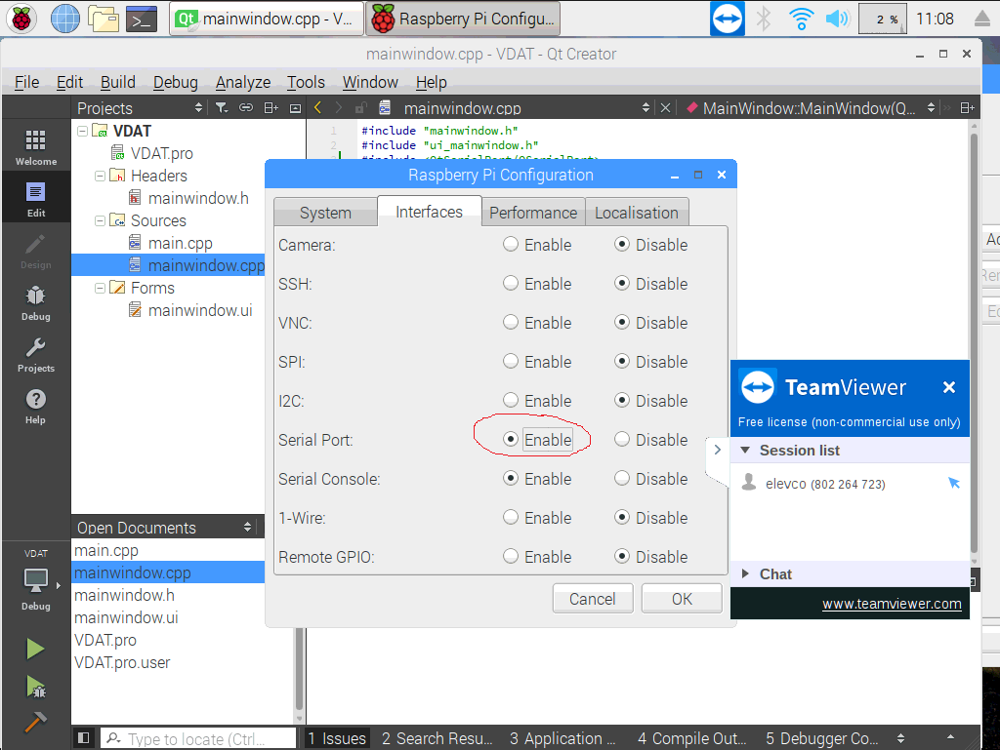 mainwindow.cpp - V...
Raspberry Pi Configu...
2 %
11:08
mainwindow.cpp - VDAT - Qt Creator
File Edit Build Debug Analyze Tools Window Help
Projects
mainwindow.cpp
MainWindow::MainWindow(Q...
Welcome
Edit
Design
Debug
Projects
Help
VDAT
VDAT.pro
Headers
mainwindow.h
Sources
main.cpp
mainwindow.cpp
Forms
mainwindow.ui
1 #include "mainwindow.h"
2 #include "ui_mainwindow.h"
#include <QtSerialPort/QSerialPort>
Raspberry Pi Configuration
System Interfaces Performance Localisation
Camera: Enable Disable
SSH: Enable Disable
VNC: Enable Disable
SPI: Enable Disable
I2C: Enable Disable
Serial Port: Enable Disable
Serial Console: Enable Disable
1-Wire: Enable Disable
Remote GPIO: Enable Disable
Cancel OK
TeamViewer
Free license (non-commercial use only)
Session list
elevco (802 264 723)
Chat
www.teamviewer.com
Open Documents
main.cpp
mainwindow.cpp
mainwindow.h
mainwindow.ui
VDAT.pro
VDAT.pro.user
VDAT
Debug
Type to locate (Ctrl...
1 Issues 2 Search Resu... 3 Application ... 4 Compile Out... 5 Debugger Co...